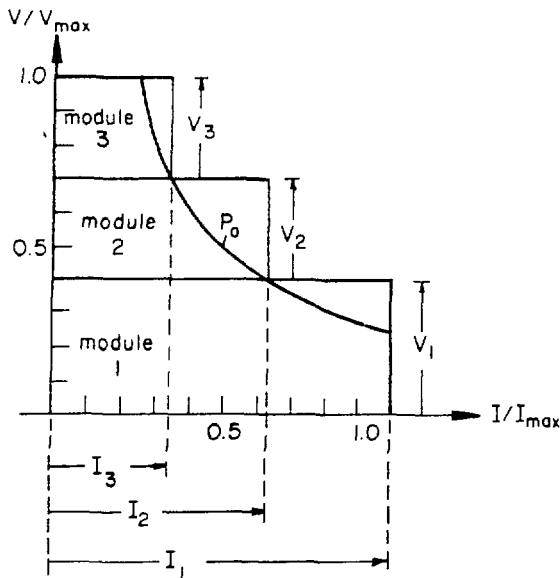 V/V_max
1.0
module
3
V_3
module
2
P_o
0.5
V_2
module
1
V_1
0.5
1.0
I/I_max
I_3
I_2
I_1